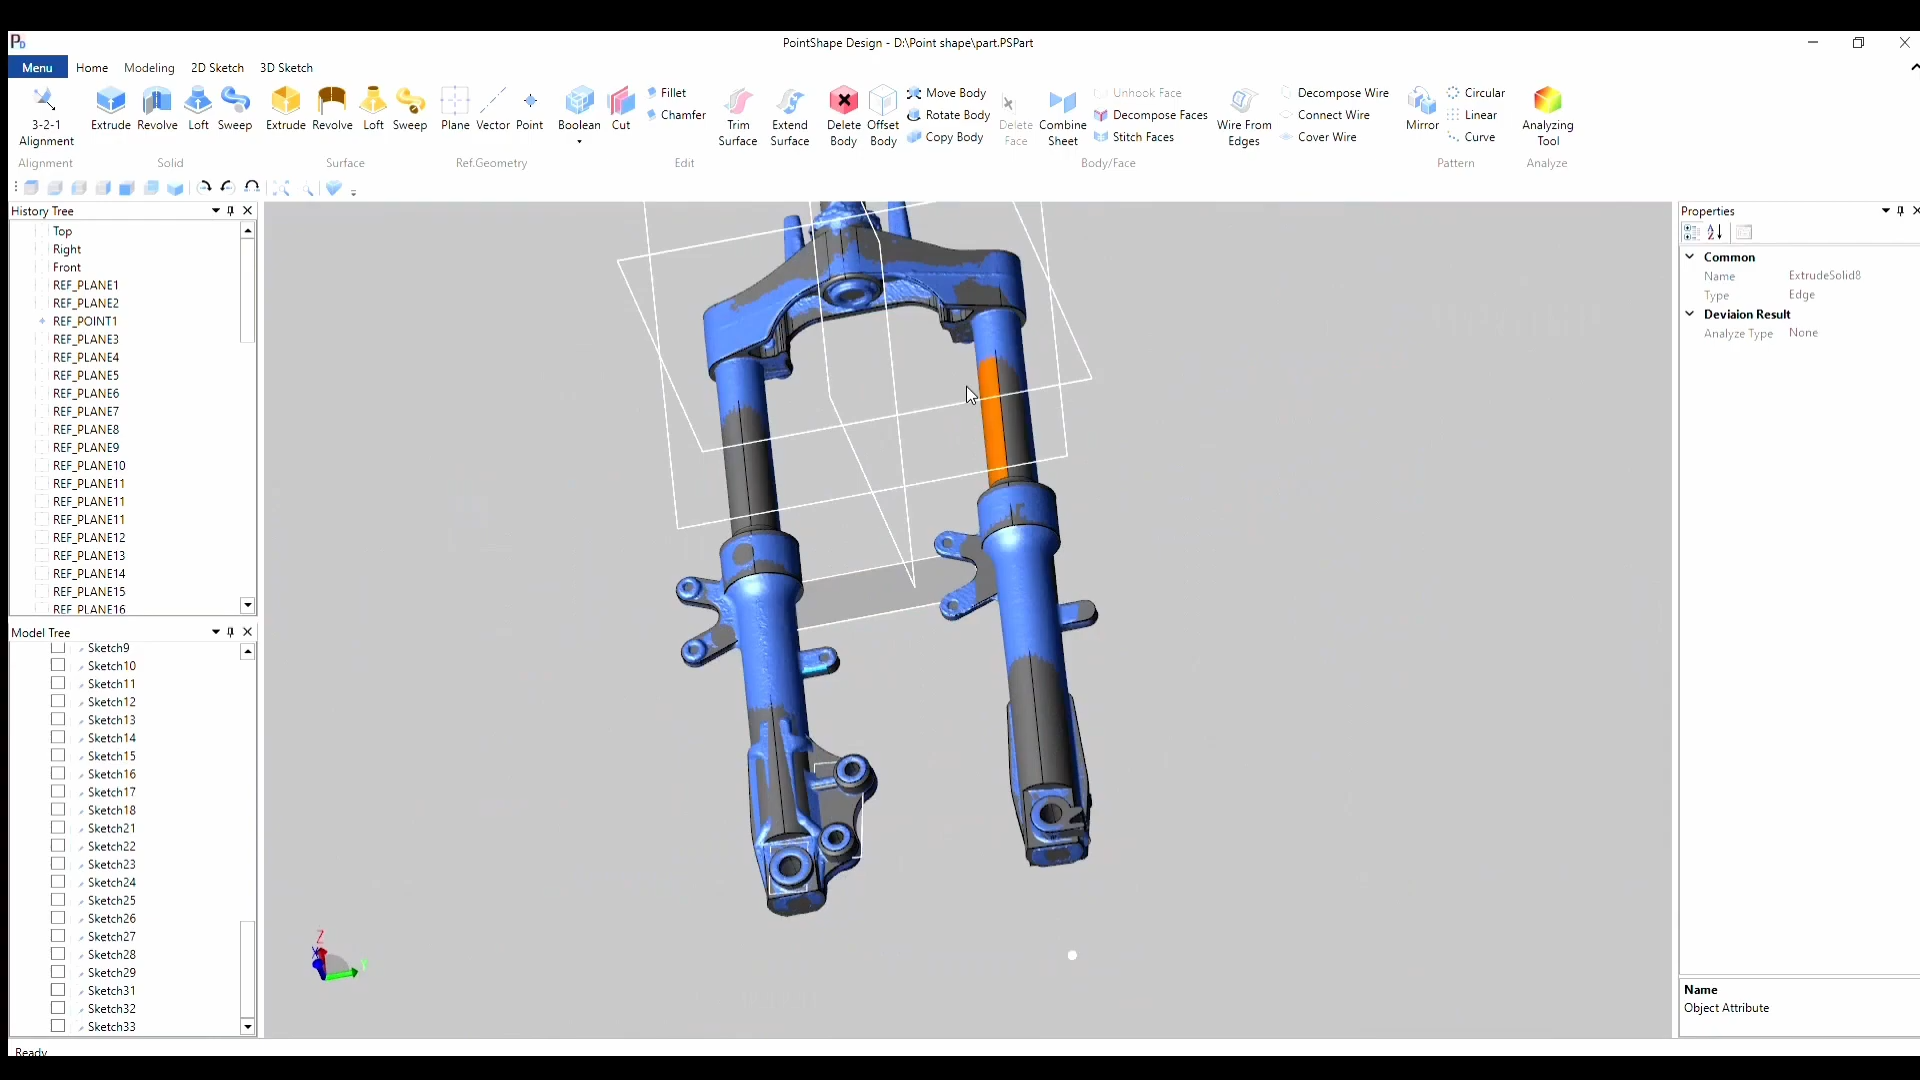 PD
PointShape Design - D:\Point shape\part.PSPart
Menu Home Modeling 2D Sketch 3D Sketch
3-2-1 Alignment
Extrude Revolve Loft Sweep
Extrude Revolve Loft Sweep
Plane Vector Point
Boolean Cut
Fillet
Chamfer
Trim Surface
Extend Surface
Delete Body
Offset Body
Move Body
Rotate Body
Copy Body
Delete Face
Combine Sheet
Unhook Face
Decompose Faces
Stitch Faces
Wire From Edges
Decompose Wire
Connect Wire
Cover Wire
Mirror
Circular
Linear
Curve
Analyzing Tool
Alignment Solid Surface Ref.Geometry Edit Body/Face Pattern Analyze
History Tree
Top
Right
Front
REF_PLANE1
REF_PLANE2
REF_POINT1
REF_PLANE3
REF_PLANE4
REF_PLANE5
REF_PLANE6
REF_PLANE7
REF_PLANE8
REF_PLANE9
REF_PLANE10
REF_PLANE11
REF_PLANE11
REF_PLANE11
REF_PLANE12
REF_PLANE13
REF_PLANE14
REF_PLANE15
REF_PLANE16
Model Tree
Sketch9
Sketch10
Sketch11
Sketch12
Sketch13
Sketch14
Sketch15
Sketch16
Sketch17
Sketch18
Sketch21
Sketch22
Sketch23
Sketch24
Sketch25
Sketch26
Sketch27
Sketch28
Sketch29
Sketch31
Sketch32
Sketch33
Z
X
Y
Properties
Common
Name ExtrudeSolid8
Type Edge
Deviaion Result
Analyze Type None
Name
Object Attribute
Ready